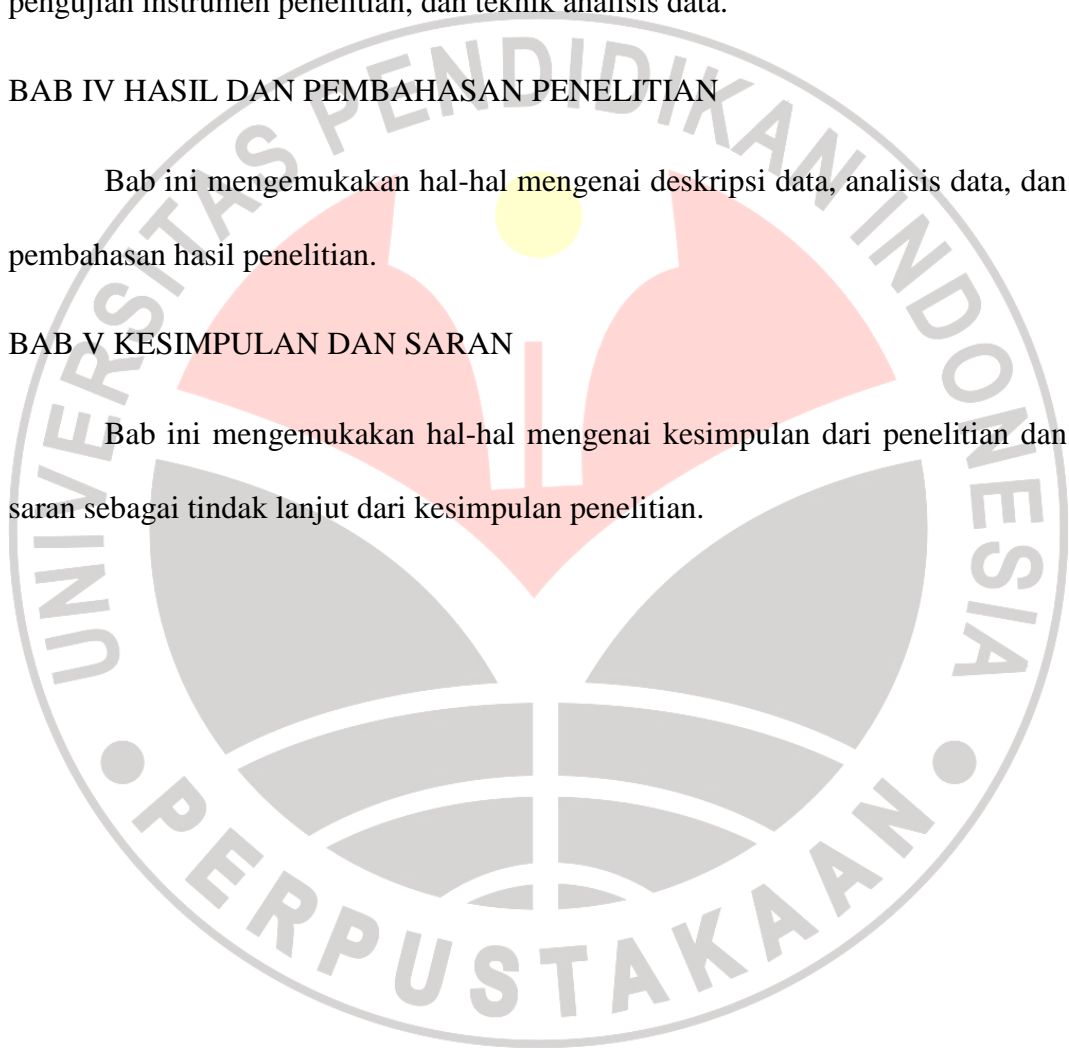 pengujian instrumen penelitian, dan teknik analisis data.
BAB IV HASIL DAN PEMBAHASAN PENELITIAN
Bab ini mengemukakan hal-hal mengenai deskripsi data, analisis data, dan
pembahasan hasil penelitian.
BAB V KESIMPULAN DAN SARAN
Bab ini mengemukakan hal-hal mengenai kesimpulan dari penelitian dan
saran sebagai tindak lanjut dari kesimpulan penelitian.
UNIVERSITAS PENDIDIKAN INDONESIA
PERPUSTAKAAN